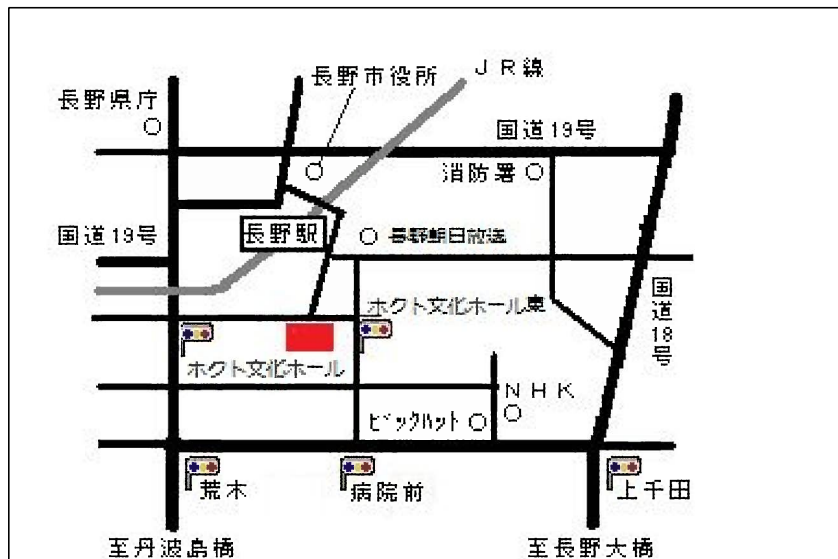 長野市役所
JR線
長野県庁
国道19号
消防署
国道19号
長野駅
長野朝日放送
ホクト文化ホール東
国道18号
ホクト文化ホール
NHK
ビックハット
荒木
病院前
上千田
至丹波島橋
至長野大橋